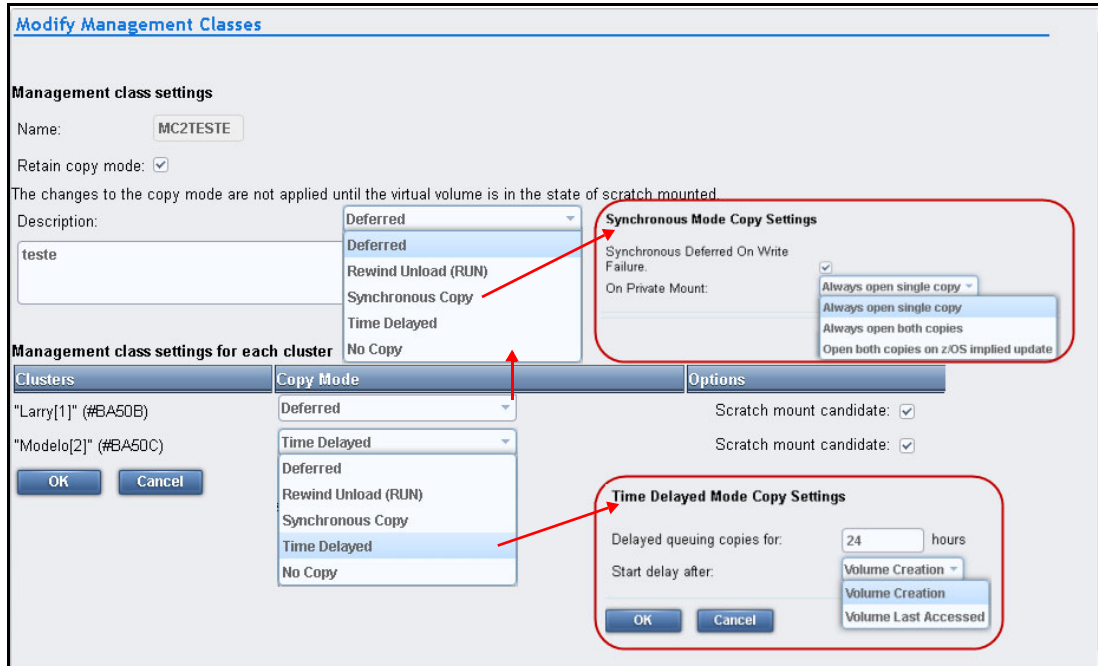 Modify Management Classes
Management class settings
Name: MC2TESTE
Retain copy mode:
The changes to the copy mode are not applied until the virtual volume is in the state of scratch mounted.
Description:
teste
Deferred
Deferred
Rewind Unload (RUN)
Synchronous Copy
Time Delayed
No Copy
Synchronous Mode Copy Settings
Synchronous Deferred On Write
Failure.
On Private Mount: Always open single copy
Always open single copy
Always open both copies
Open both copies on z/OS implied update
Management class settings for each cluster
Clusters Copy Mode Options
"Larry[1]" (#BA50B) Deferred Scratch mount candidate:
"Modelo[2]" (#BA50C) Time Delayed Scratch mount candidate:
Deferred
Rewind Unload (RUN)
Synchronous Copy
Time Delayed
No Copy
OK Cancel
Time Delayed Mode Copy Settings
Delayed queuing copies for: 24 hours
Start delay after: Volume Creation
Volume Creation
Volume Last Accessed
OK Cancel